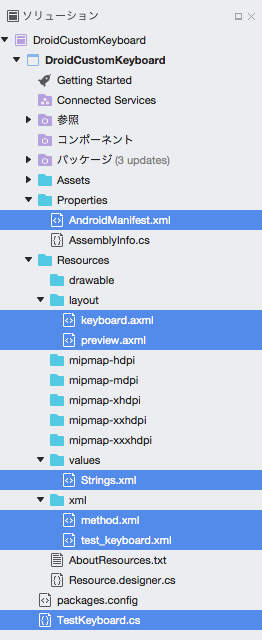 ソリューション
DroidCustomKeyboard
DroidCustomKeyboard
Getting Started
Connected Services
参照
コンポーネント
パッケージ (3 updates)
Assets
Properties
AndroidManifest.xml
AssemblyInfo.cs
Resources
drawable
layout
keyboard.axml
preview.axml
mipmap-hdpi
mipmap-mdpi
mipmap-xhdpi
mipmap-xxhdpi
mipmap-xxxhdpi
values
Strings.xml
xml
method.xml
test_keyboard.xml
AboutResources.txt
Resource.designer.cs
packages.config
TestKeyboard.cs